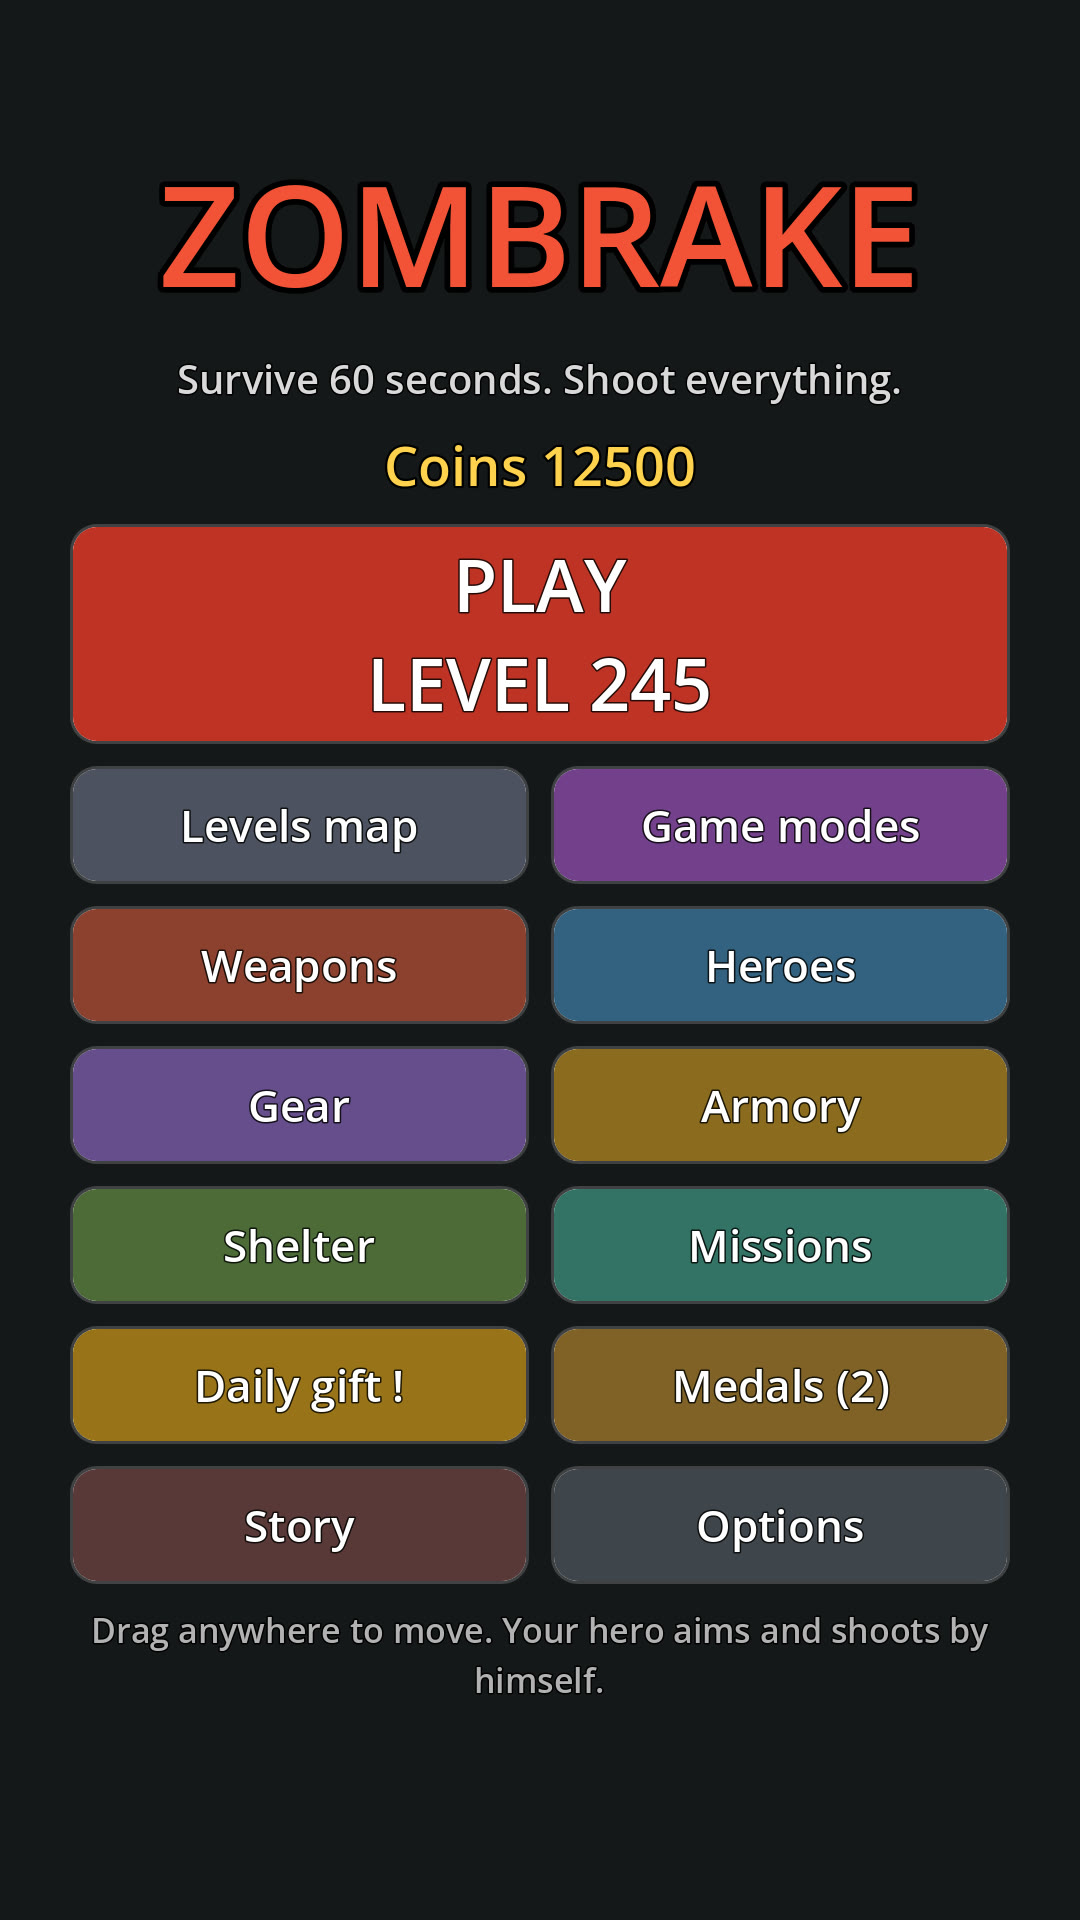 ZOMBRAKE
Survive 60 seconds. Shoot everything.
Coins 12500
PLAY
LEVEL 245
Levels map
Game modes
Weapons
Heroes
Gear
Armory
Shelter
Missions
Daily gift !
Medals (2)
Story
Options
Drag anywhere to move. Your hero aims and shoots by
himself.